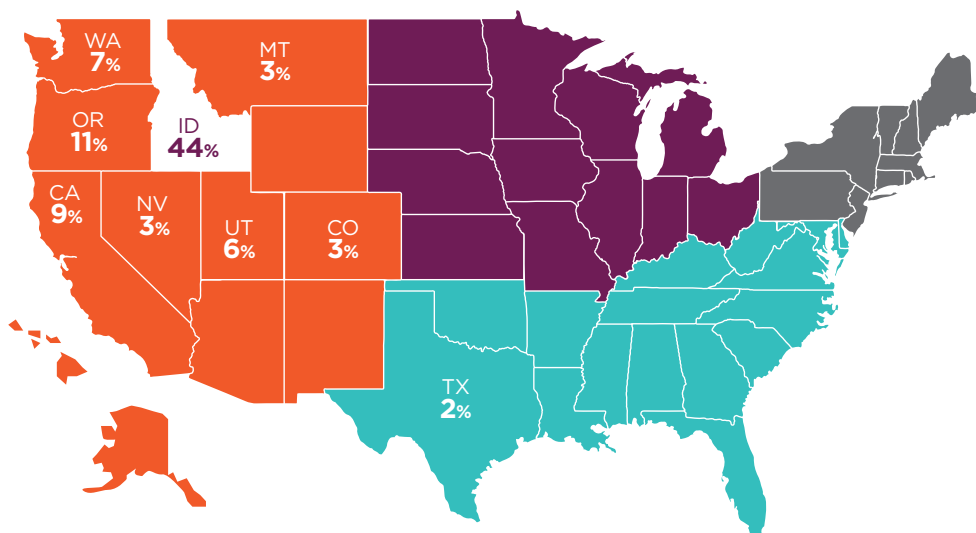 WA
7%
MT
3%
OR
11%
ID
44%
CA
9%
NV
3%
UT
6%
CO
3%
TX
2%